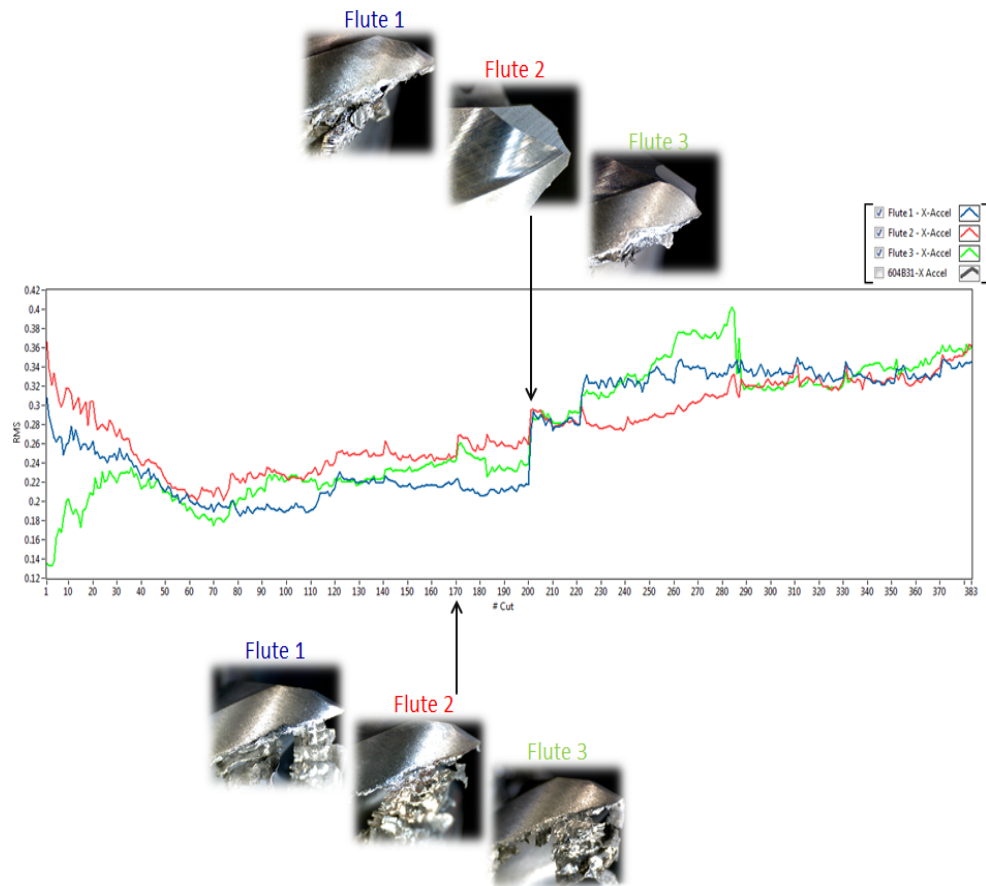 Flute 1
Flute 2
Flute 3
Flute 1 - X-Accel
Flute 2 - X-Accel
Flute 3 - X-Accel
604B31-X Accel
0.42
0.4
0.38
0.36
0.34
0.32
0.3
0.28
0.26
0.24
0.22
0.2
0.18
0.16
0.14
0.12
RMS
1 10 20 30 40 50 60 70 80 90 100 110 120 130 140 150 160 170 180 190 200 210 220 230 240 250 260 270 280 290 300 310 320 330 340 350 360 370 383
# Cut
Flute 1
Flute 2
Flute 3